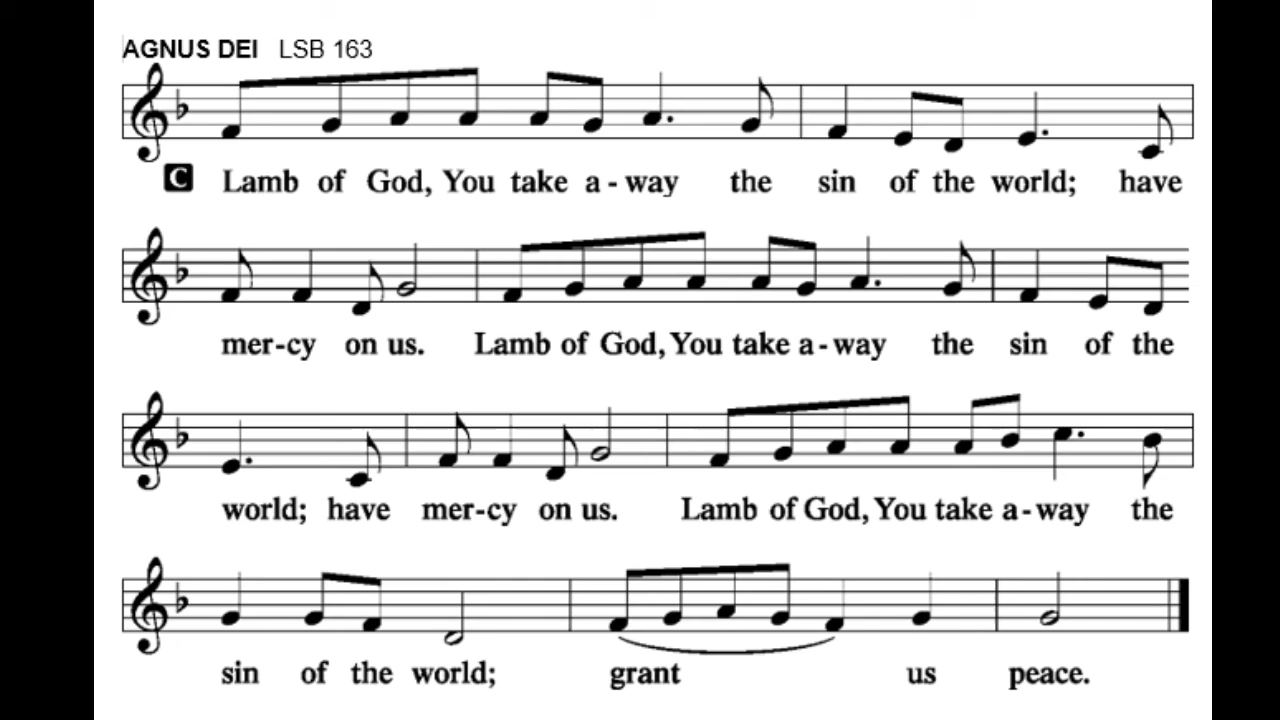 AGNUS DEI LSB 163
C Lamb of God, You take a - way the sin of the world; have
mer-cy on us. Lamb of God, You take a - way the sin of the
world; have mer-cy on us. Lamb of God, You take a - way the
sin of the world; grant us peace.